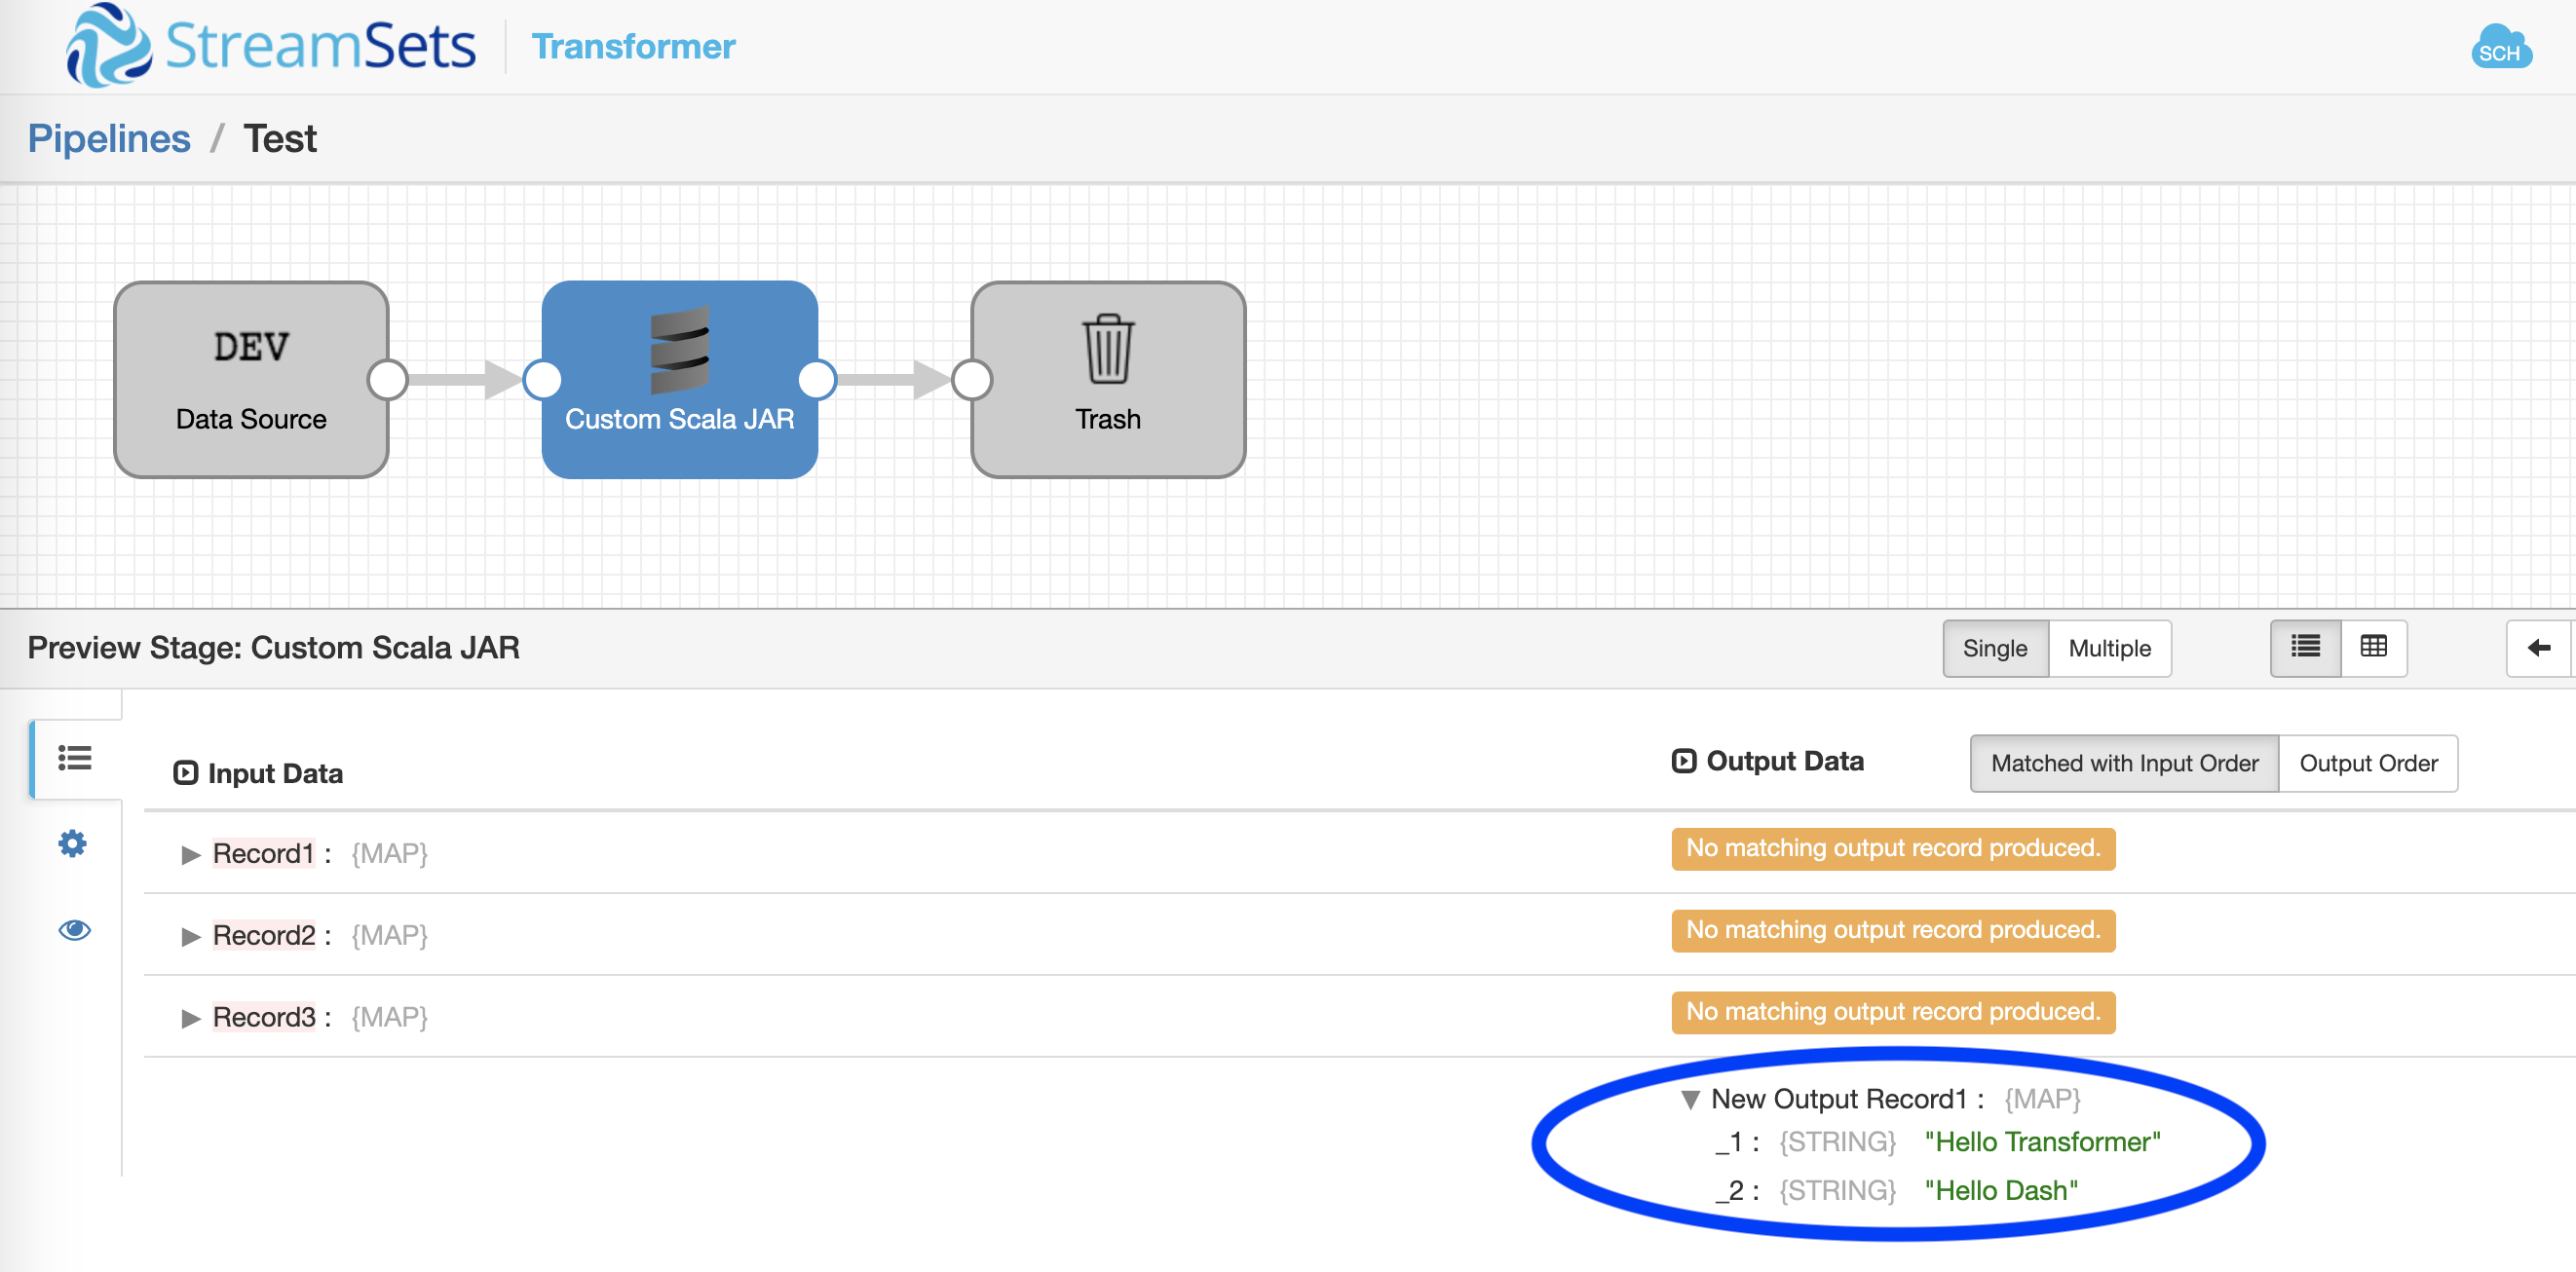 StreamSets Transformer
SCH
Pipelines / Test
DEV
Data Source
Custom Scala JAR
Trash
Preview Stage: Custom Scala JAR
Single Multiple
Input Data
Output Data
Matched with Input Order Output Order
Record1 : {MAP}
No matching output record produced.
Record2 : {MAP}
No matching output record produced.
Record3 : {MAP}
No matching output record produced.
New Output Record1 : {MAP}
_1 : {STRING} "Hello Transformer"
_2 : {STRING} "Hello Dash"